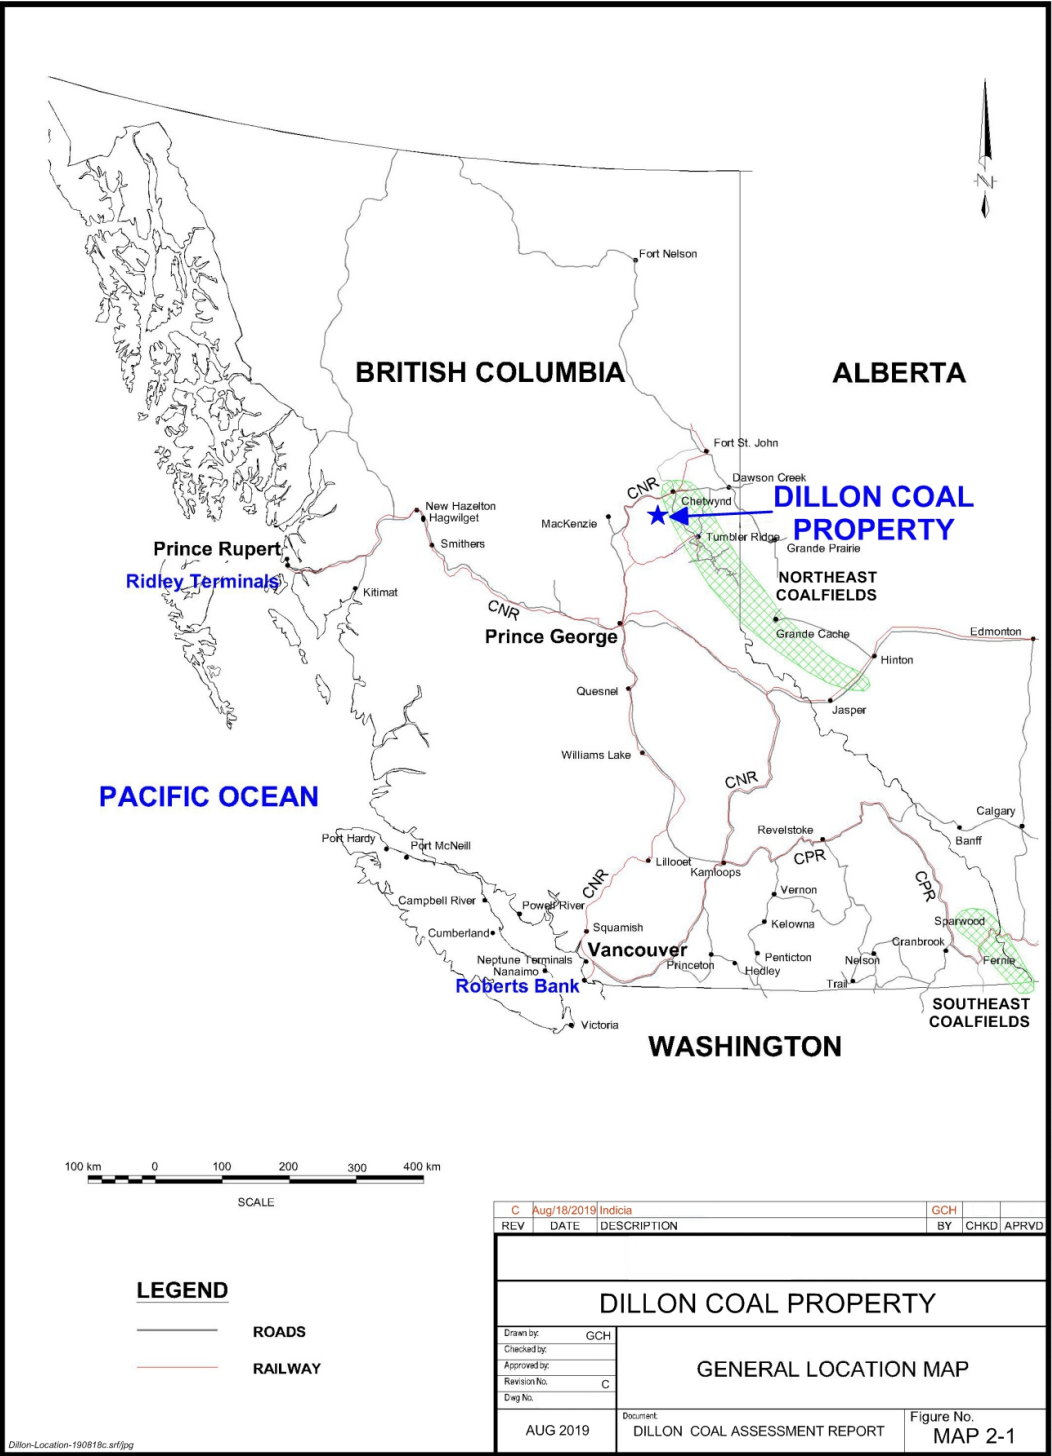 N
Fort Nelson
BRITISH COLUMBIA
ALBERTA
Fort St. John
Dawson Creek
CNR
Chetwynd
DILLON COAL
PROPERTY
New Hazelton
Hagwilget
MacKenzie
Smithers
Tumbler Ridge
Grande Prairie
Prince Rupert
Ridley Terminals
Kitimat
NORTHEAST
COALFIELDS
CNR
Prince George
Grande Cache
Edmonton
Hinton
Quesnel
Jasper
Williams Lake
CNR
PACIFIC OCEAN
Calgary
Revelstoke
Banff
Port Hardy
Port McNeill
CPR
Lillooet
Kamloops
CNR
CPR
Vernon
Campbell River
Powell River
Sparwood
Kelowna
Squamish
Cumberland
Cranbrook
Vancouver
Neptune Terminals
Princeton
Penticton
Nelson
Fernie
Nanaimo
Hedley
Roberts Bank
Trail
SOUTHEAST
COALFIELDS
Victoria
WASHINGTON
100 km 0 100 200 300 400 km
SCALE
LEGEND
ROADS
RAILWAY
C Aug/18/2019 Indicia GCH
REV DATE DESCRIPTION BY CHKD APRVD
DILLON COAL PROPERTY
Drawn by: GCH
Checked by:
Approved by:
Revision No. C
Dwg No.
GENERAL LOCATION MAP
AUG 2019
Document:
DILLON COAL ASSESSMENT REPORT
Figure No.
MAP 2-1
Dillon-Location-190818c.srf/jpg